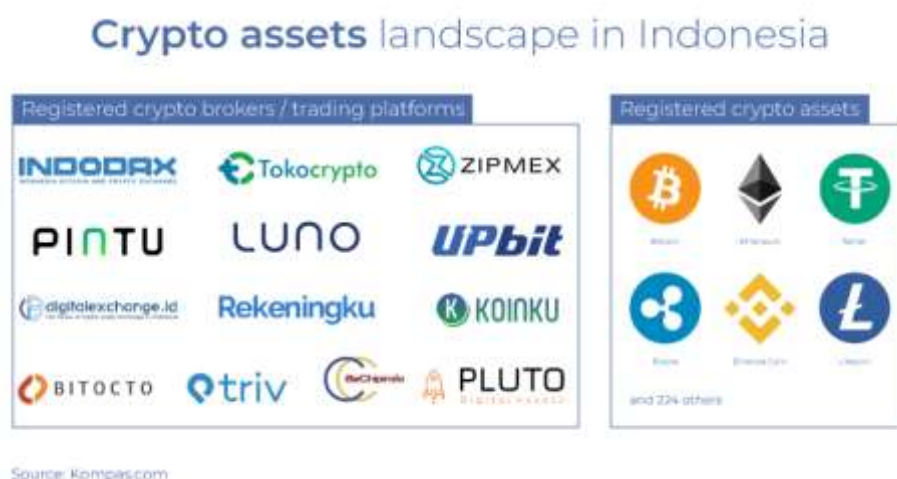 Crypto assets landscape in Indonesia
Registered crypto brokers / trading platforms
Registered crypto assets
INDODAX
Tokocrypto
ZIPMEX
PINTU
LUNO
UPbit
digitalexchange.id
Rekeningku
KOINKU
BITOCTO
triv
PLUTO
Digital Assets
Bitcoin
Ethereum
Tether
Ripple
Binance Coin
Litecoin
and 224 others
Source: Kompas.com